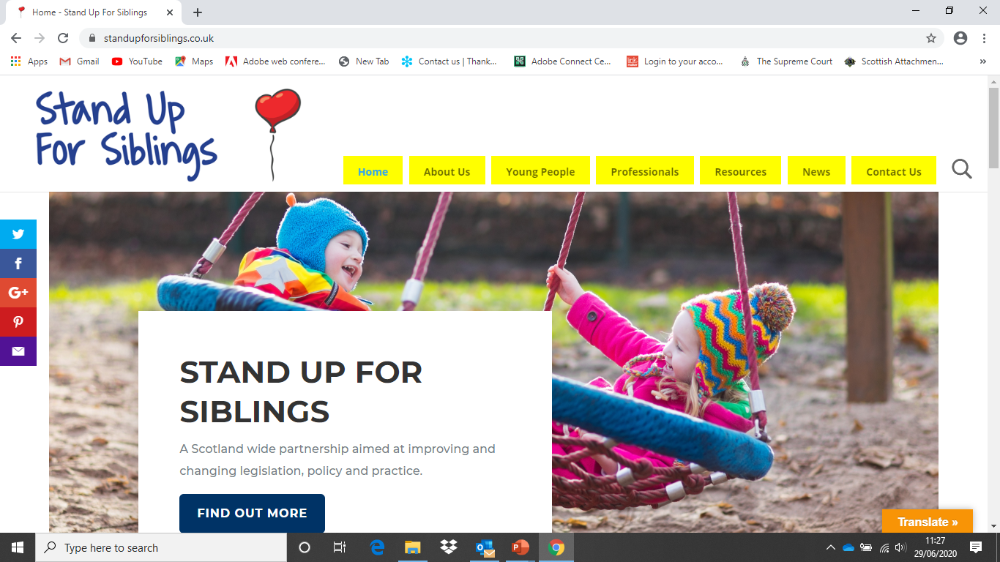 Home - Stand Up For Siblings
standupforsiblings.co.uk
Apps Gmail YouTube Maps Adobe web confere... New Tab Contact us | Thank... Adobe Connect Ce... Login to your acco... The Supreme Court Scottish Attachmen... »
Stand Up
For Siblings
Home About Us Young People Professionals Resources News Contact Us
G+
STAND UP FOR
SIBLINGS
A Scotland wide partnership aimed at improving and
changing legislation, policy and practice.
FIND OUT MORE
Translate »
Type here to search
11:27
29/06/2020